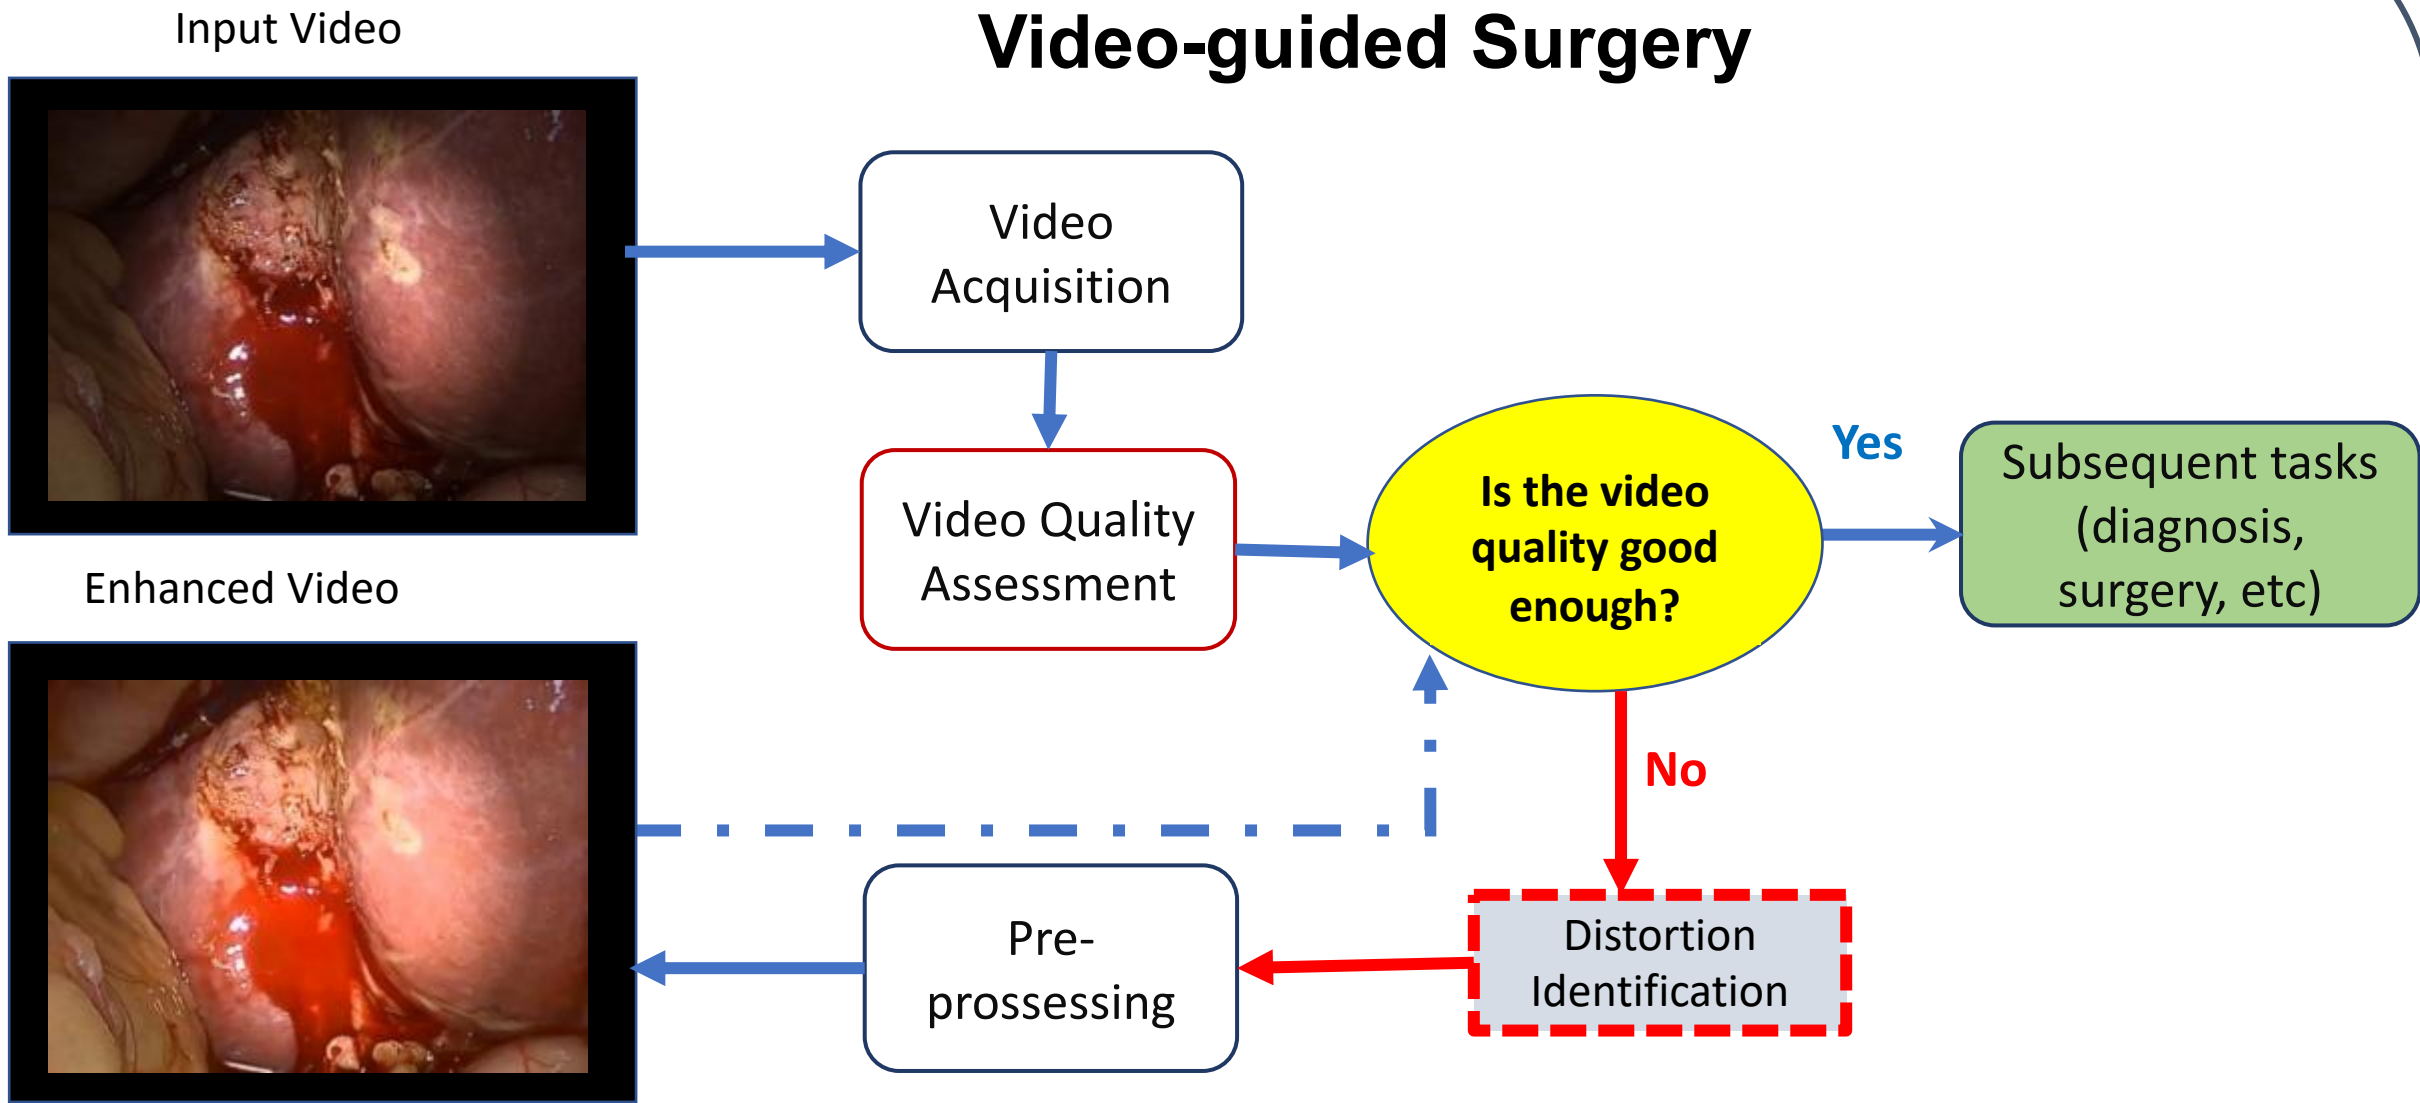 Input Video
Video-guided Surgery
Video
Acquisition
Video Quality
Assessment
Is the video
quality good
enough?
Yes
Subsequent tasks
(diagnosis,
surgery, etc)
Enhanced Video
No
Pre-
prossessing
Distortion
Identification